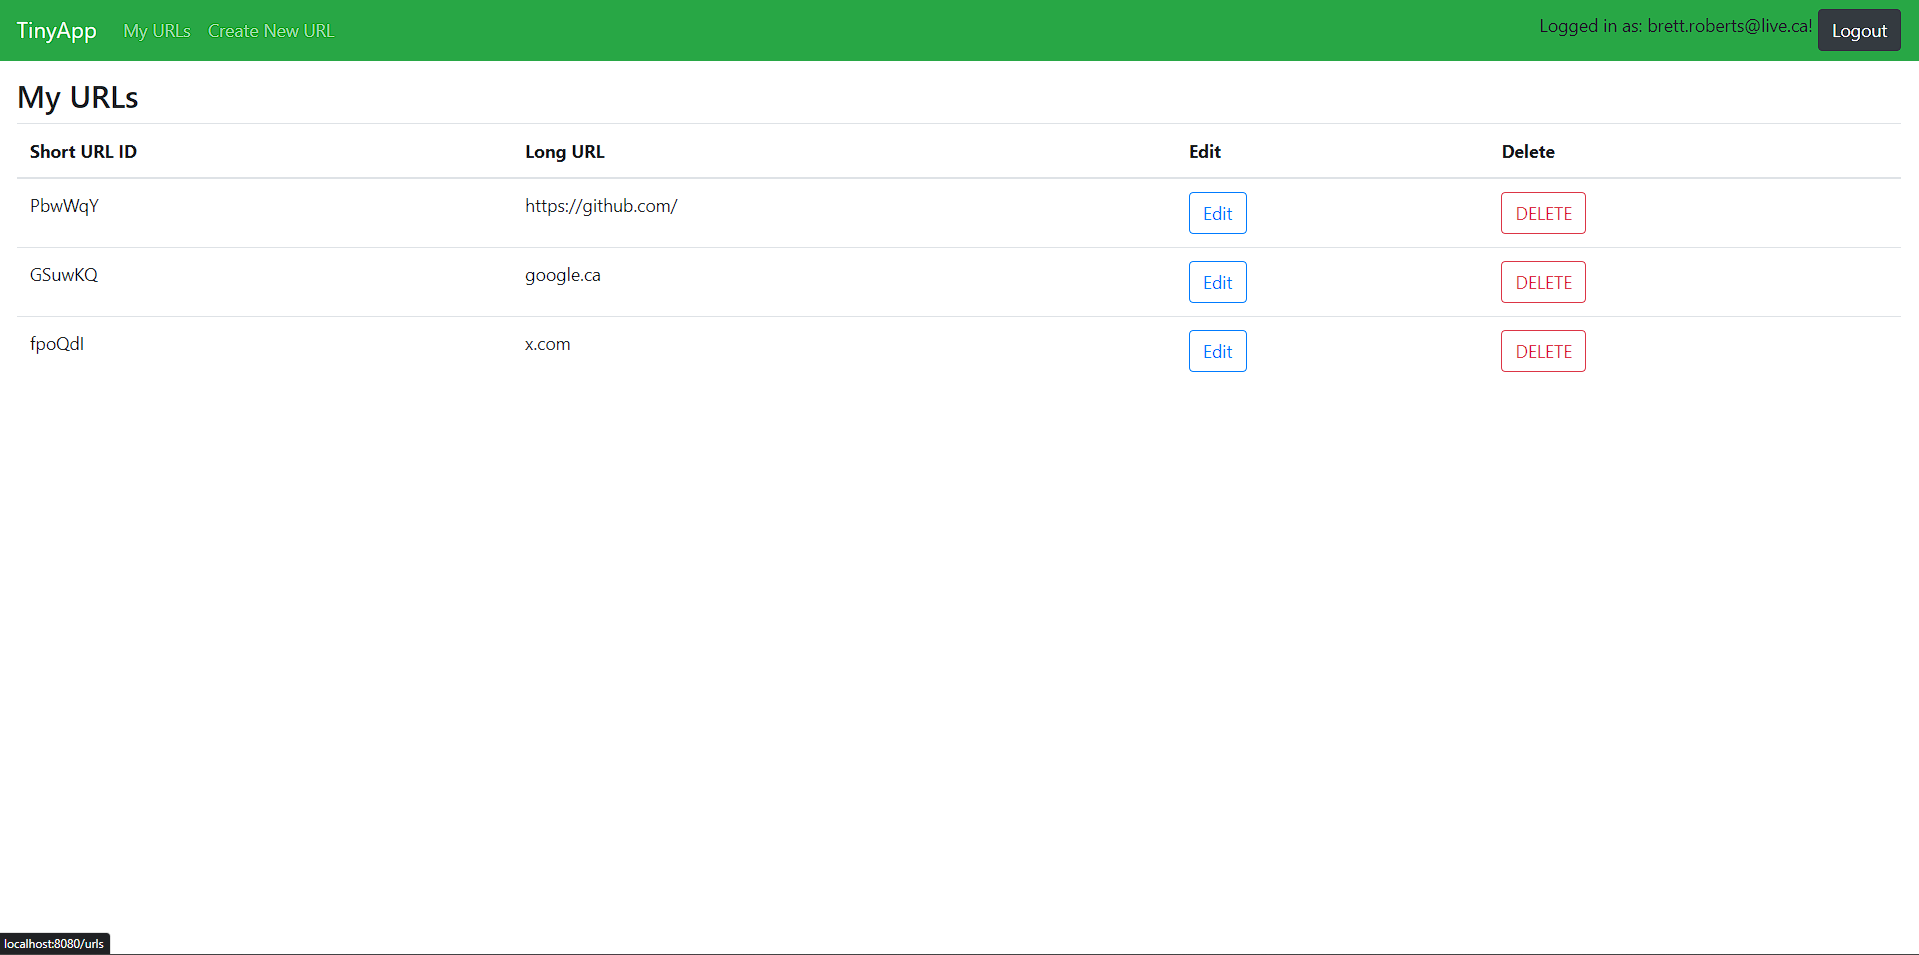 TinyApp My URLs Create New URL Logged in as: brett.roberts@live.ca! Logout
My URLs
Short URL ID Long URL Edit Delete
PbwWqY https://github.com/ Edit DELETE
GSuwKQ google.ca Edit DELETE
fpoQdI x.com Edit DELETE
localhost:8080/urls